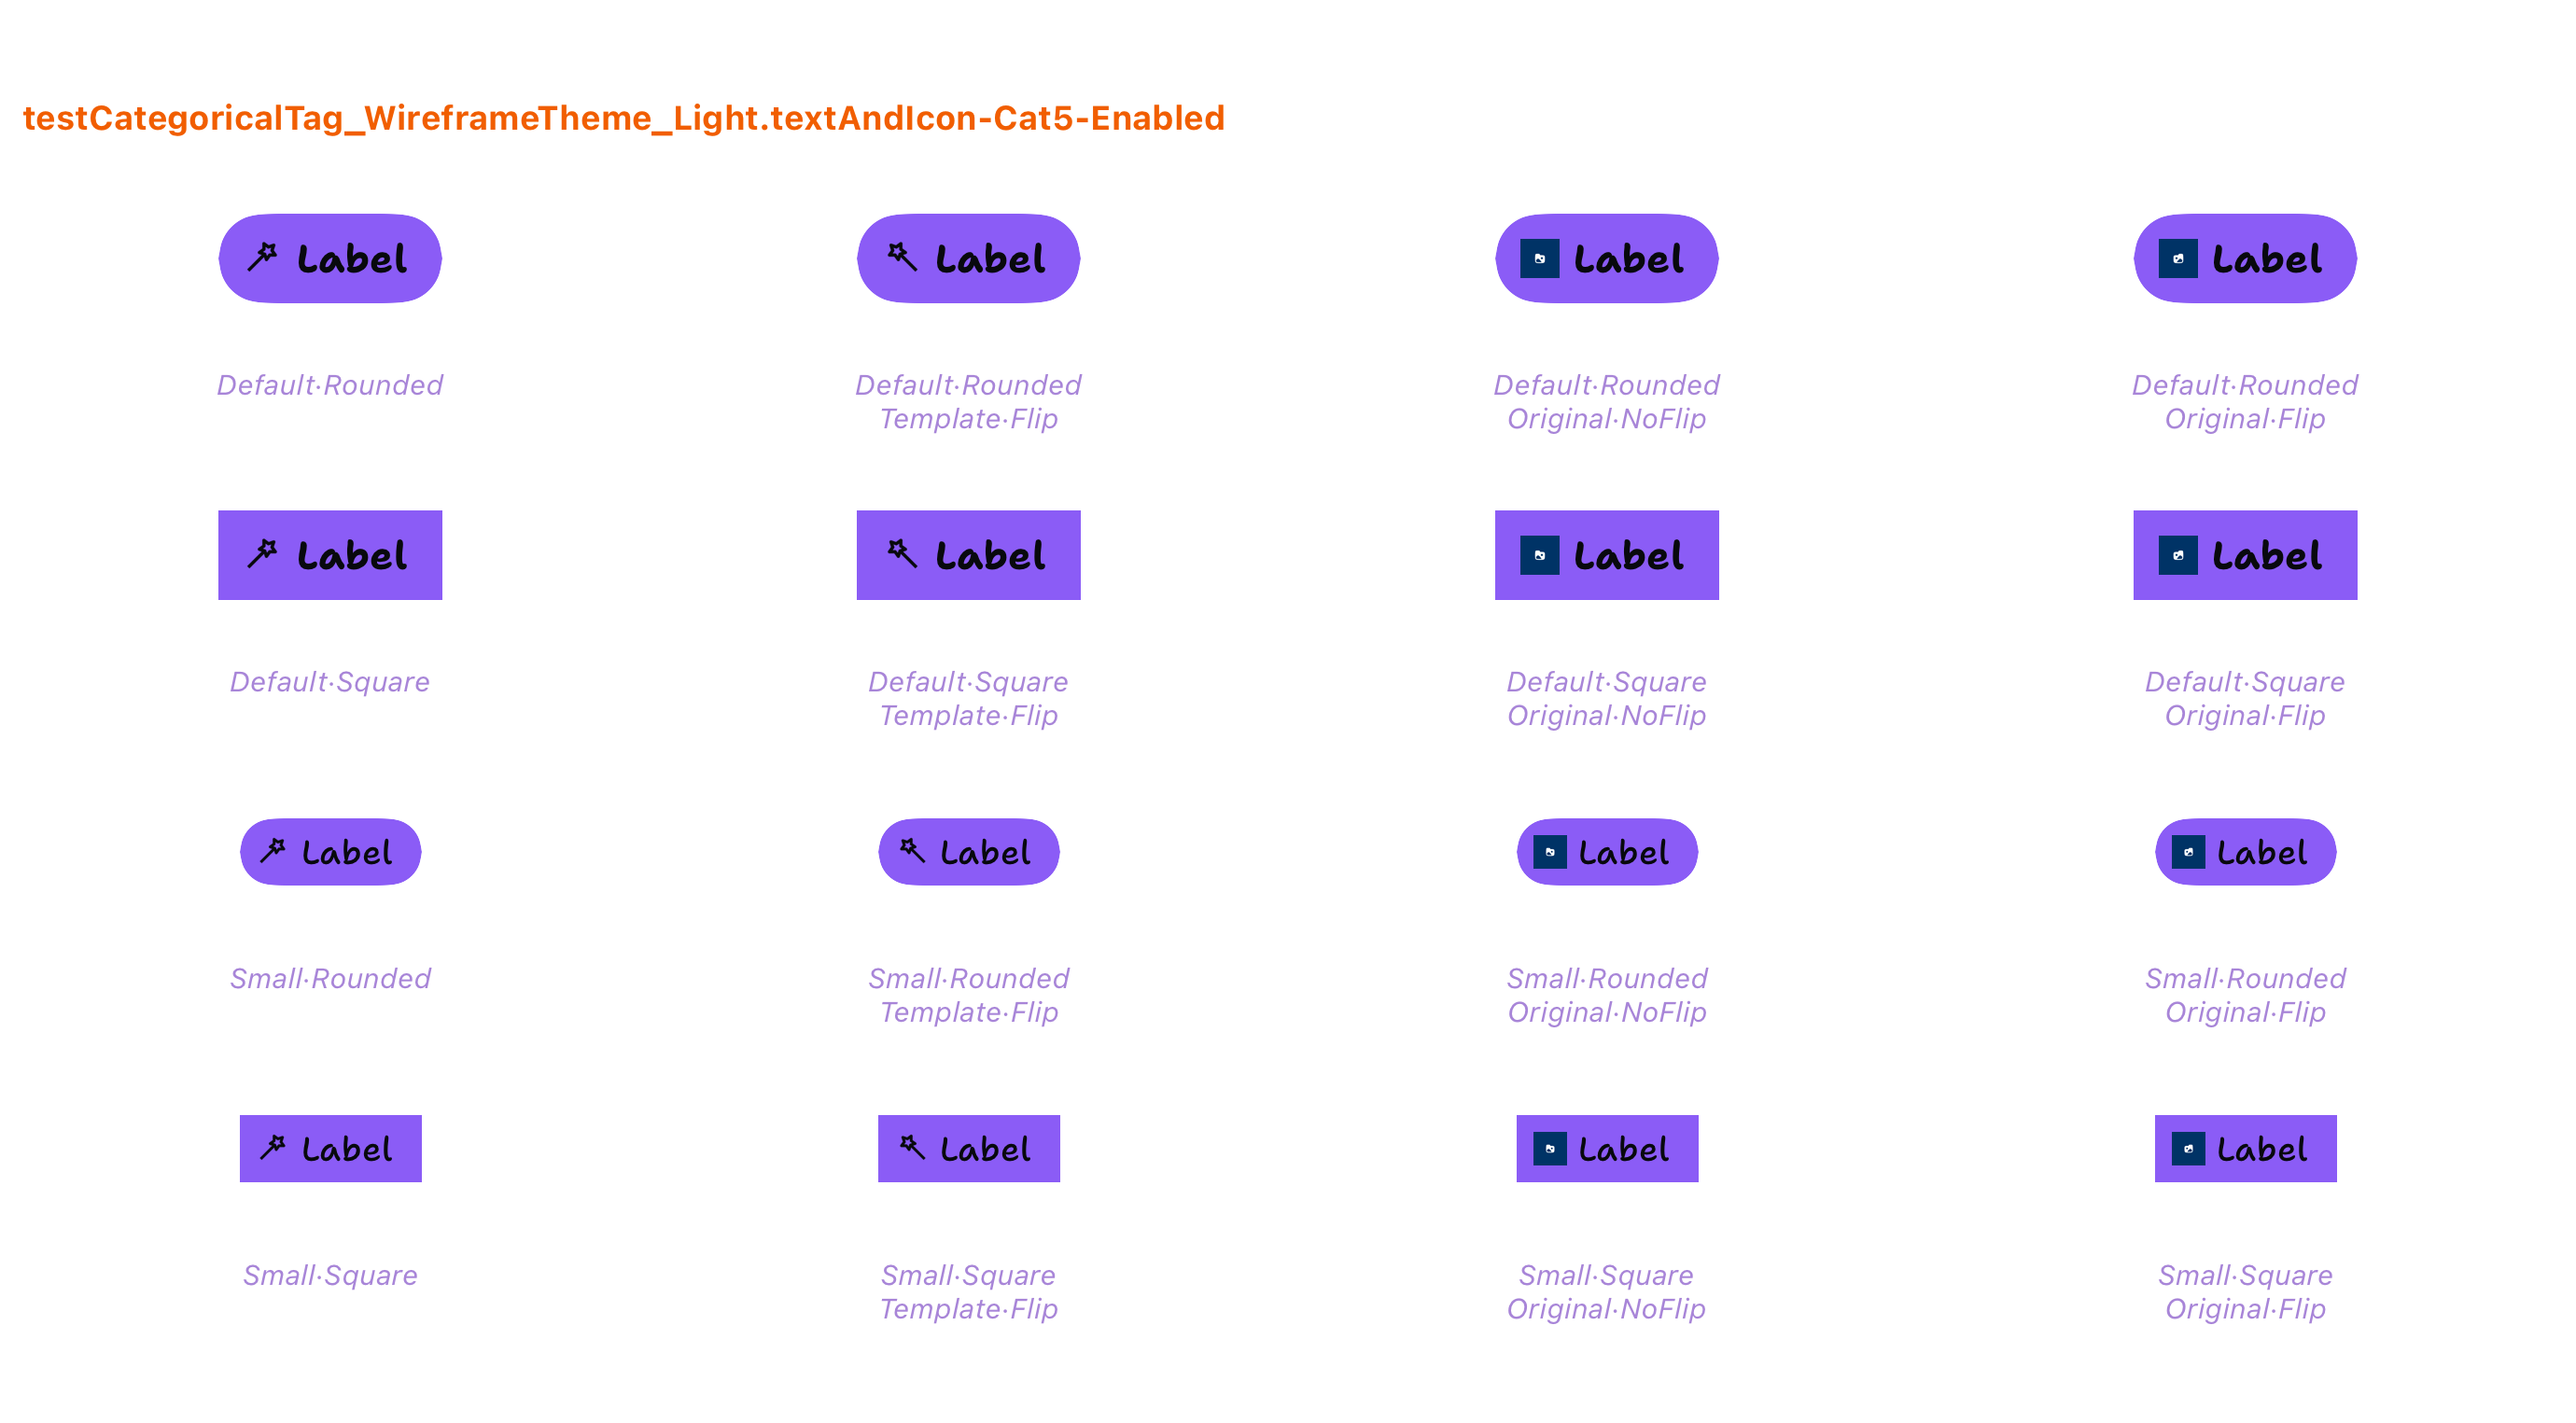 testCategoricalTag_WireframeTheme_Light.textAndIcon-Cat5-Enabled
Label
Label
Label
Label
Default·Rounded
Default·Rounded
Template·Flip
Default·Rounded
Original·NoFlip
Default·Rounded
Original·Flip
Label
Label
Label
Label
Default·Square
Default·Square
Template·Flip
Default·Square
Original·NoFlip
Default·Square
Original·Flip
Label
Label
Label
Label
Small·Rounded
Small·Rounded
Template·Flip
Small·Rounded
Original·NoFlip
Small·Rounded
Original·Flip
Label
Label
Label
Label
Small·Square
Small·Square
Template·Flip
Small·Square
Original·NoFlip
Small·Square
Original·Flip